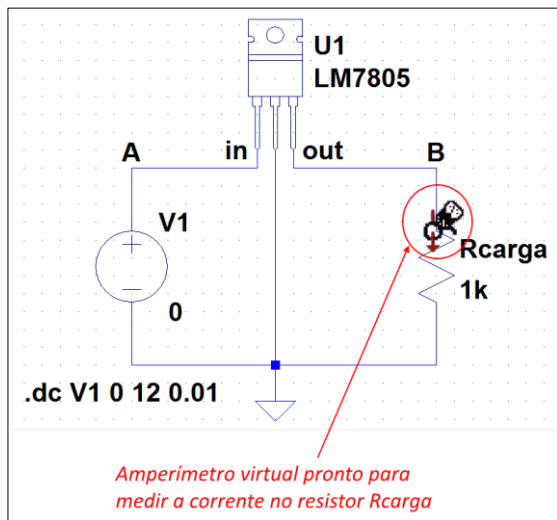 U1
LM7805
A
in
out
B
V1
Rcarga
0
1k
.dc V1 0 12 0.01
Amperímetro virtual pronto para
medir a corrente no resistor Rcarga